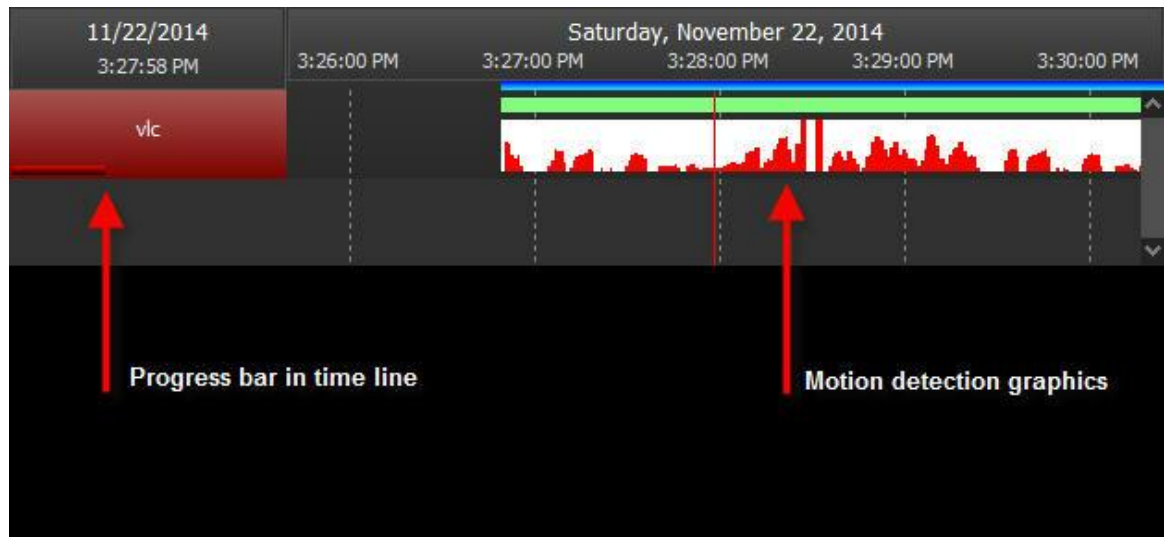 11/22/2014
3:27:58 PM
Saturday, November 22, 2014
3:26:00 PM 3:27:00 PM 3:28:00 PM 3:29:00 PM 3:30:00 PM
vlc
Progress bar in time line
Motion detection graphics